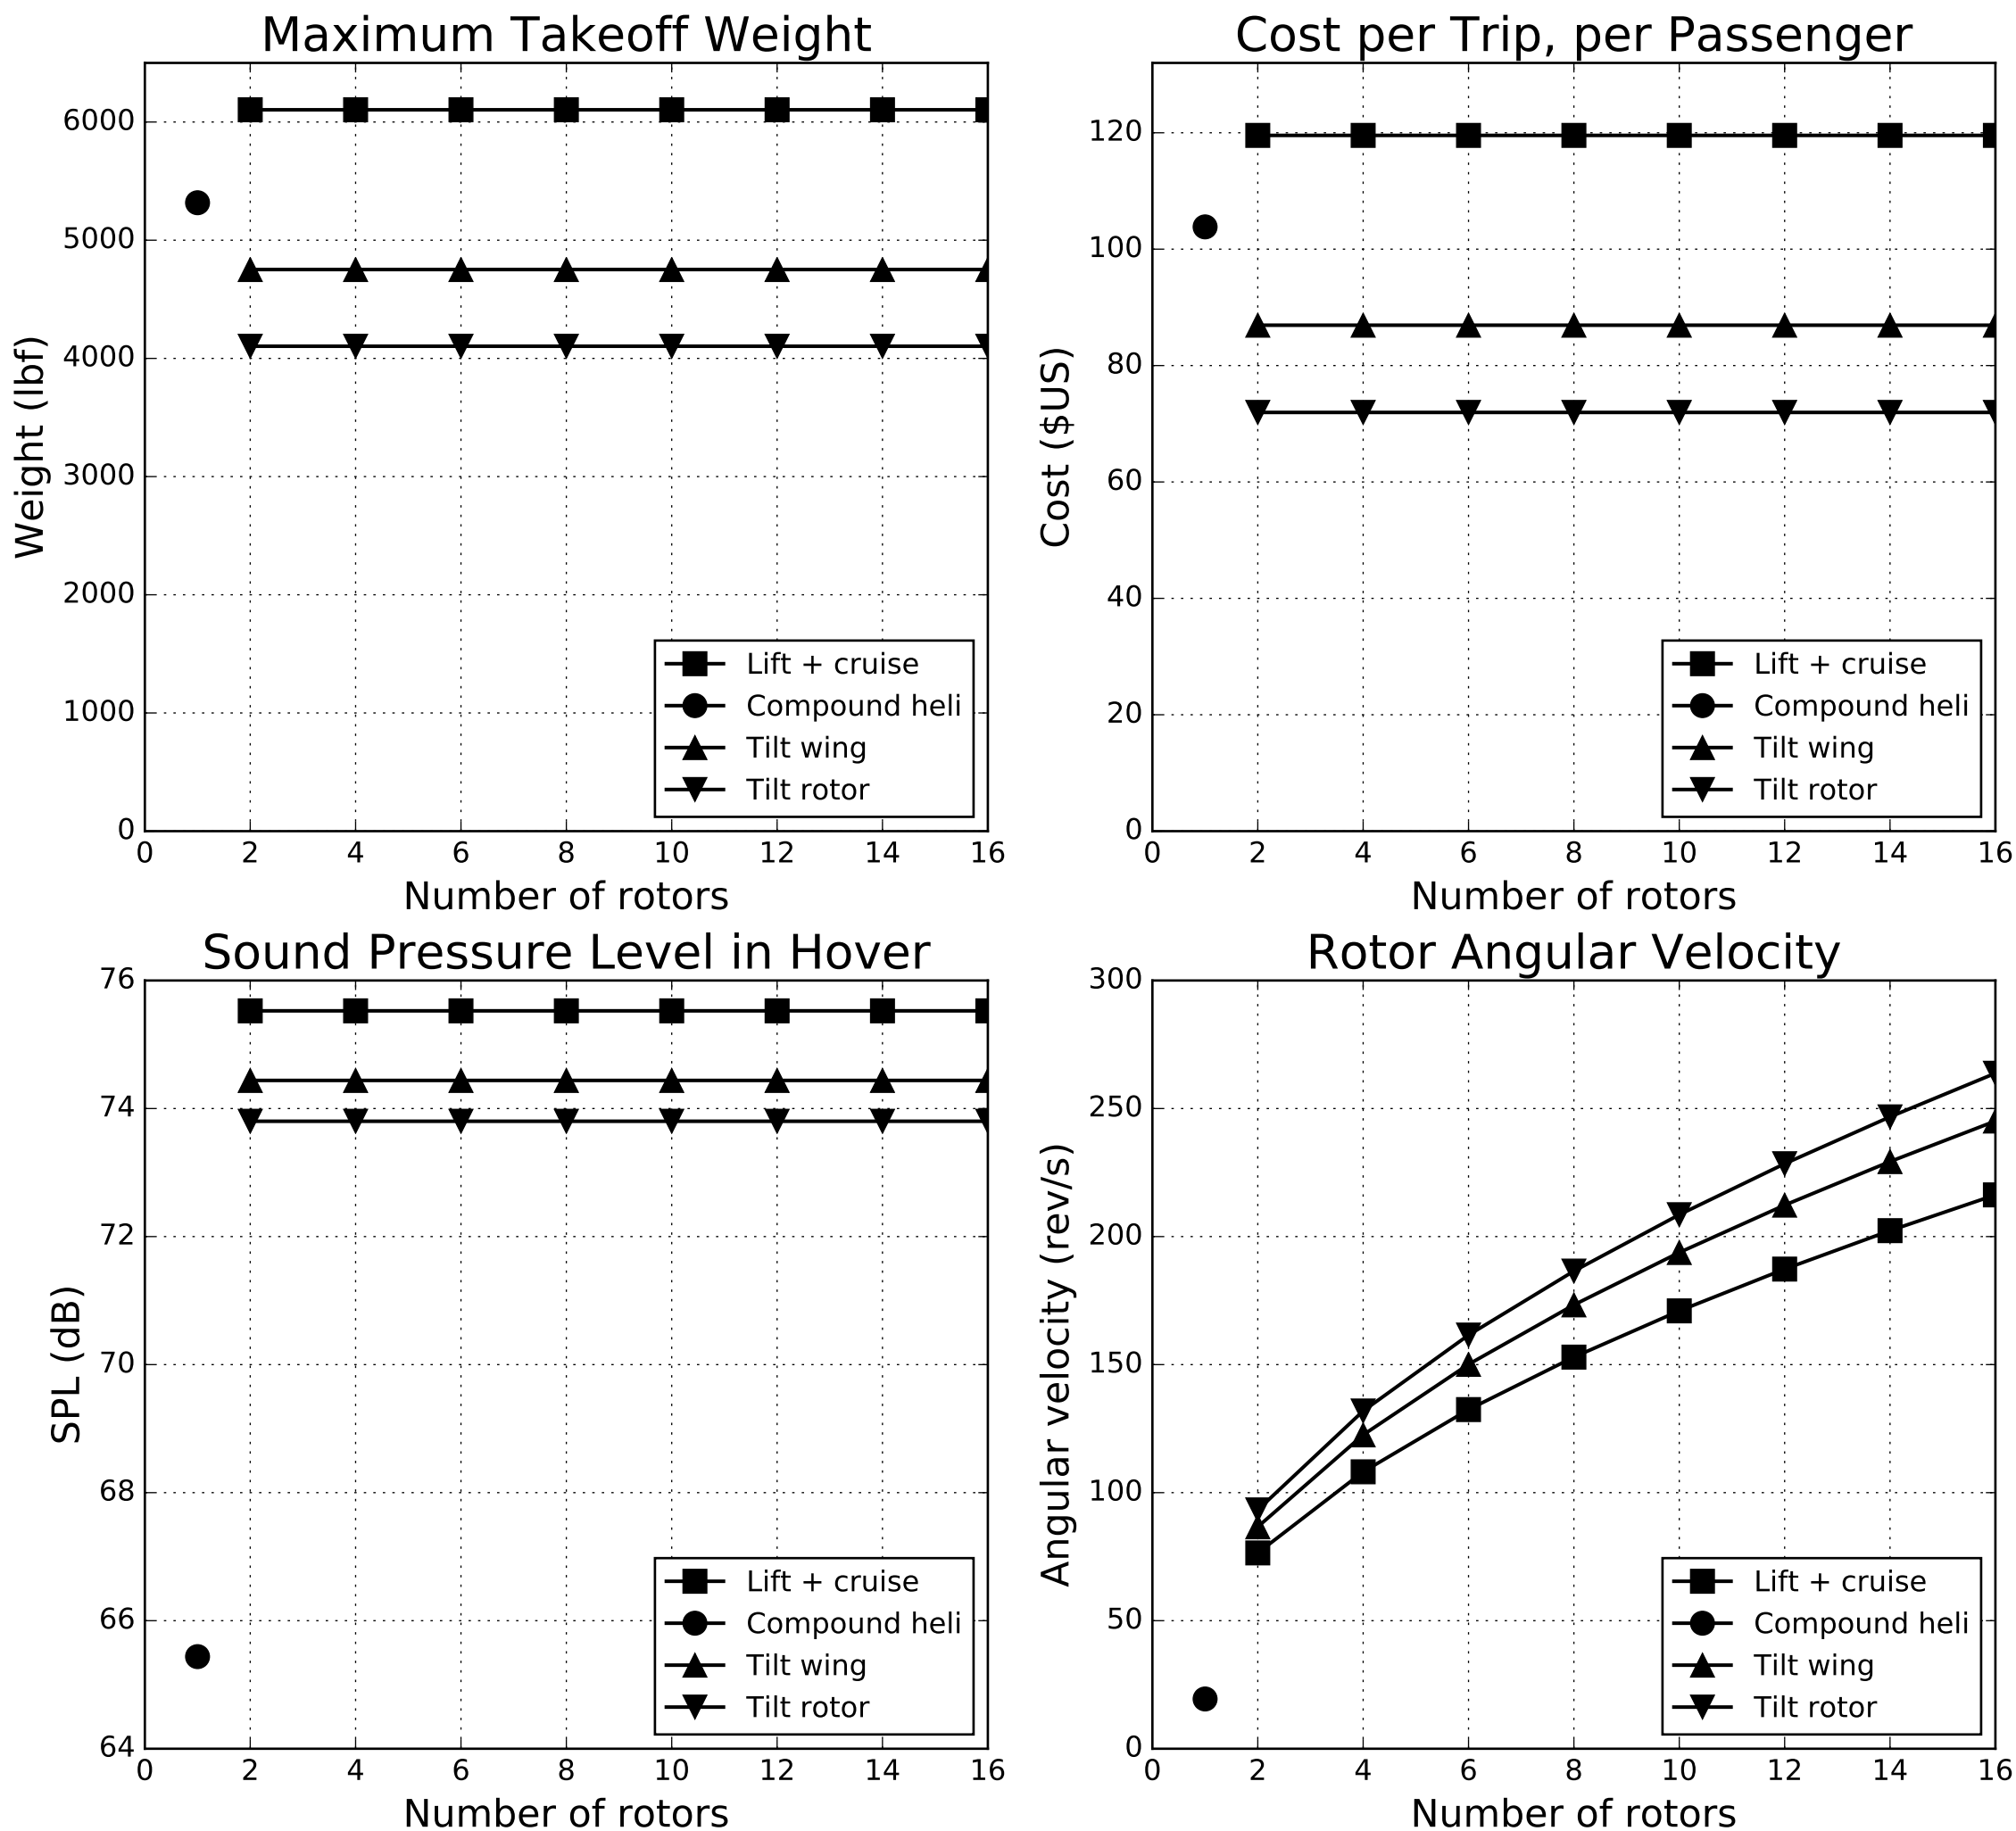 Maximum Takeoff Weight
6000
5000
4000
3000
2000
1000
0
Weight (lbf)
Lift + cruise
Compound heli
Tilt wing
Tilt rotor
0 2 4 6 8 10 12 14 16
Number of rotors
Cost per Trip, per Passenger
120
100
80
60
40
20
0
Cost ($US)
Lift + cruise
Compound heli
Tilt wing
Tilt rotor
0 2 4 6 8 10 12 14 16
Number of rotors
Sound Pressure Level in Hover
76
74
72
70
68
66
64
SPL (dB)
Lift + cruise
Compound heli
Tilt wing
Tilt rotor
0 2 4 6 8 10 12 14 16
Number of rotors
Rotor Angular Velocity
300
250
200
150
100
50
0
Angular velocity (rev/s)
Lift + cruise
Compound heli
Tilt wing
Tilt rotor
0 2 4 6 8 10 12 14 16
Number of rotors